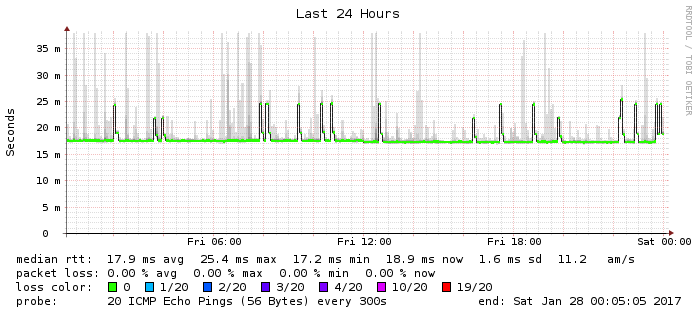 Last 24 Hours
RRDTOOL / TOBI OETIKER
Seconds
35 m
30 m
25 m
20 m
15 m
10 m
5 m
0
Fri 06:00 Fri 12:00 Fri 18:00 Sat 00:00
median rtt: 17.9 ms avg 25.4 ms max 17.2 ms min 18.9 ms now 1.6 ms sd 11.2 am/s
packet loss: 0.00 % avg 0.00 % max 0.00 % min 0.00 % now
loss color: 0 1/20 2/20 3/20 4/20 10/20 19/20
probe: 20 ICMP Echo Pings (56 Bytes) every 300s end: Sat Jan 28 00:05:05 2017